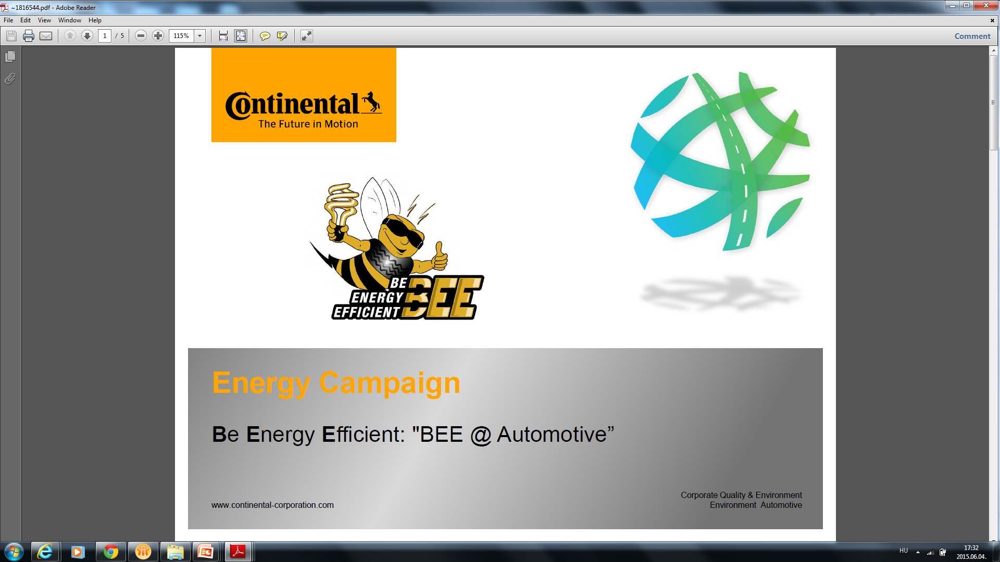 ~1816544.pdf - Adobe Reader
File Edit View Window Help
1 / 5 115% Comment
Continental
The Future in Motion
BE
ENERGY
EFFICIENT BEE
Energy Campaign
Be Energy Efficient: "BEE @ Automotive”
www.continental-corporation.com
Corporate Quality & Environment
Environment Automotive
HU
17:32
2015.06.04.